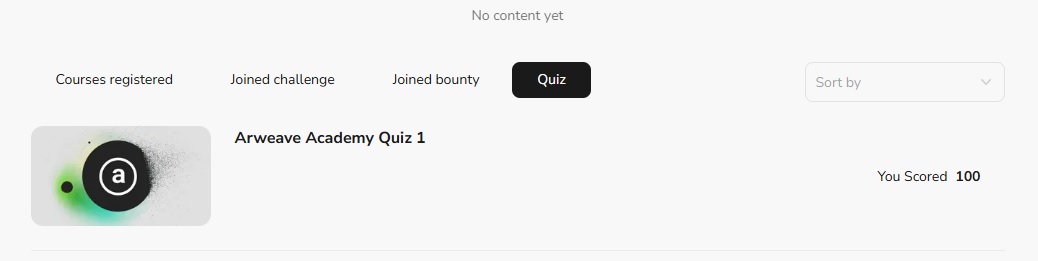 No content yet
Courses registered Joined challenge Joined bounty Quiz Sort by
Arweave Academy Quiz 1
a
You Scored 100